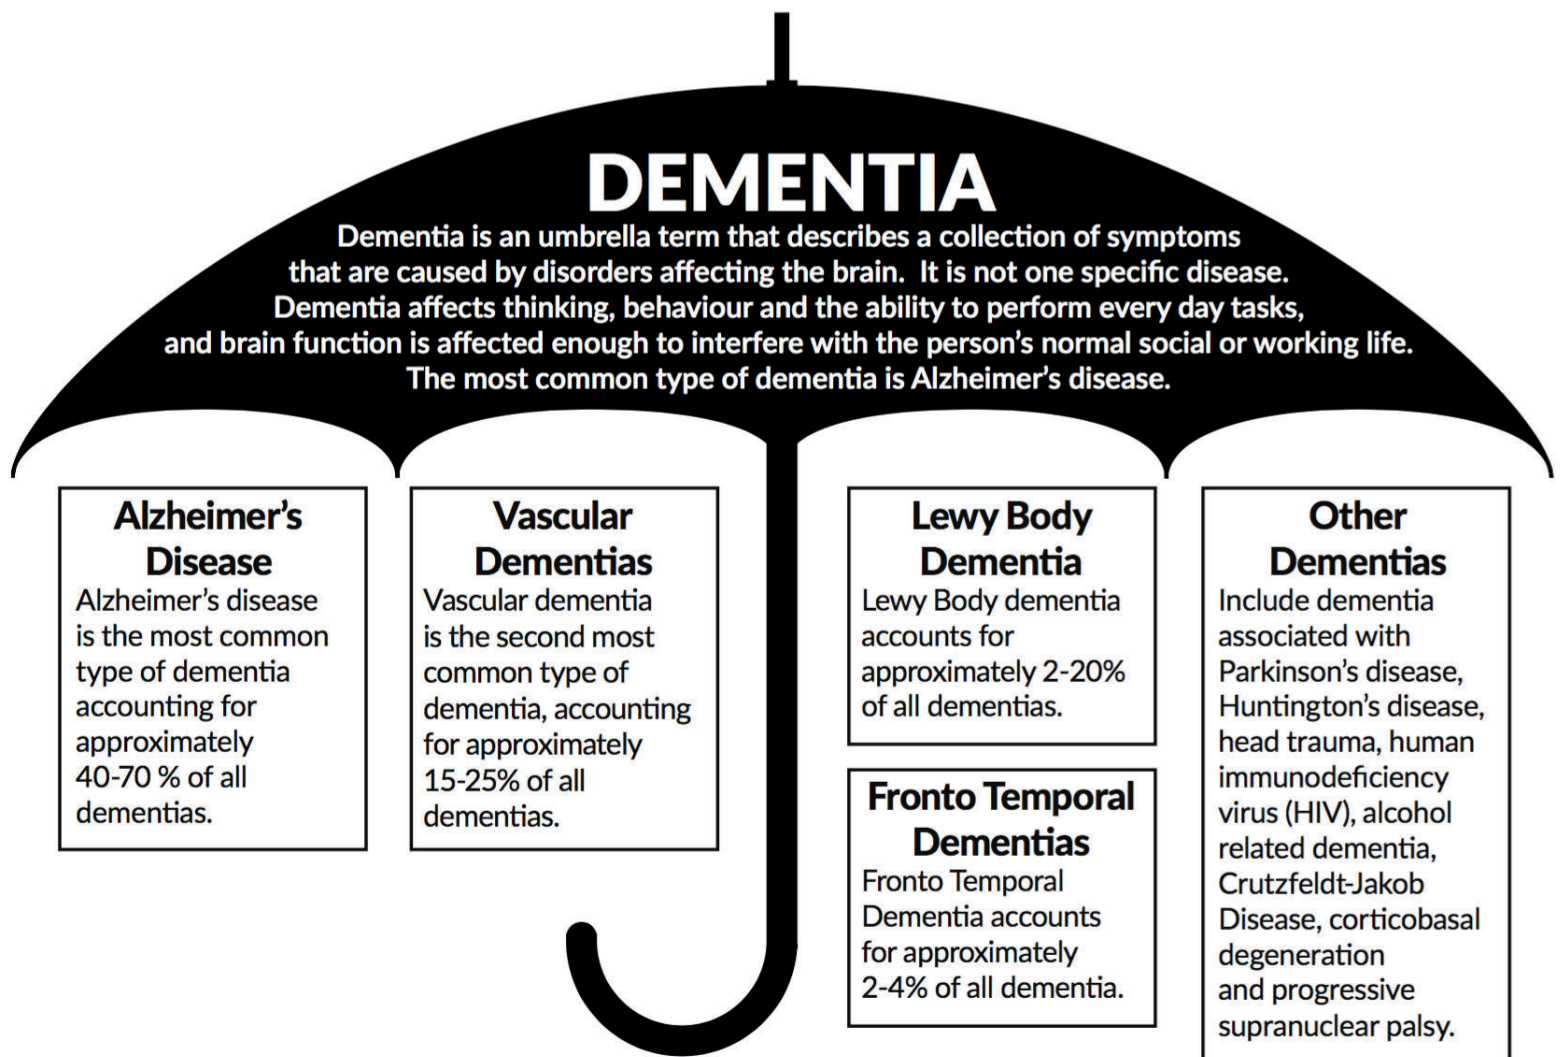 DEMENTIA
Dementia is an umbrella term that describes a collection of symptoms
that are caused by disorders affecting the brain.  It is not one specific disease.
Dementia affects thinking, behaviour and the ability to perform every day tasks,
and brain function is affected enough to interfere with the person's normal social or working life.
The most common type of dementia is Alzheimer's disease.
Alzheimer's
Disease
Alzheimer's disease
is the most common
type of dementia
accounting for
approximately
40-70 % of all
dementias.
Vascular
Dementias
Vascular dementia
is the second most
common type of
dementia, accounting
for approximately
15-25% of all
dementias.
Lewy Body
Dementia
Lewy Body dementia
accounts for
approximately 2-20%
of all dementias.
Fronto Temporal
Dementias
Fronto Temporal
Dementia accounts
for approximately
2-4% of all dementia.
Other
Dementias
Include dementia
associated with
Parkinson's disease,
Huntington's disease,
head trauma, human
immunodeficiency
virus (HIV), alcohol
related dementia,
Crutzfeldt-Jakob
Disease, corticobasal
degeneration
and progressive
supranuclear palsy.